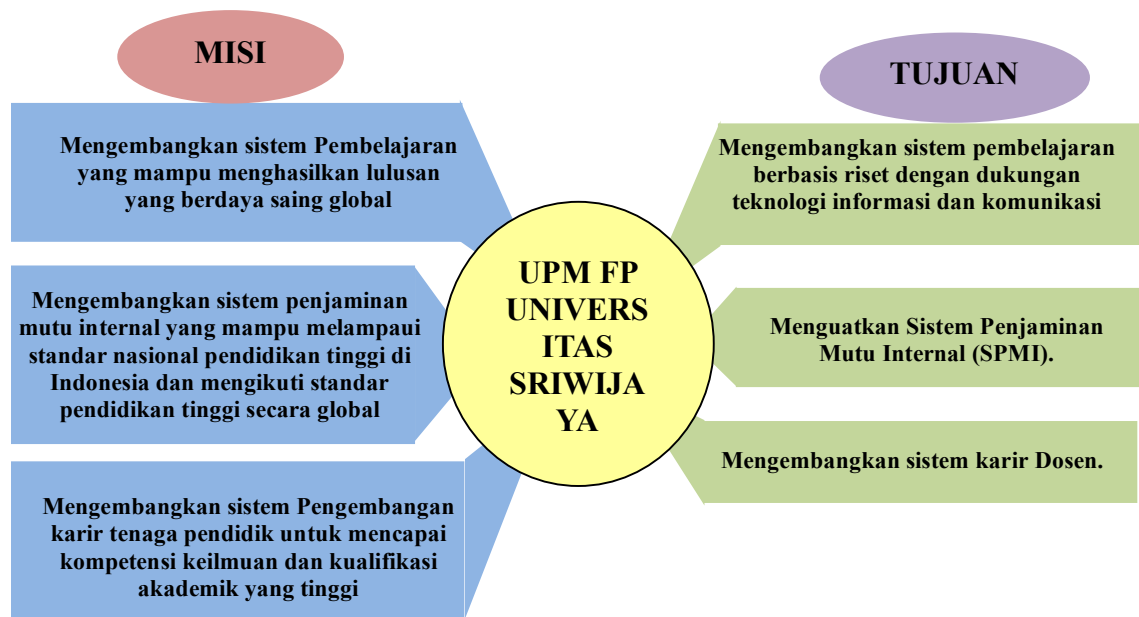 MISI
Mengembangkan sistem Pembelajaran
yang mampu menghasilkan lulusan
yang berdaya saing global
Mengembangkan sistem penjaminan
mutu internal yang mampu melampaui
standar nasional pendidikan tinggi di
Indonesia dan mengikuti standar
pendidikan tinggi secara global
Mengembangkan sistem Pengembangan
karir tenaga pendidik untuk mencapai
kompetensi keilmuan dan kualifikasi
akademik yang tinggi
UPM FP
UNIVERS
ITAS
SRIWIJA
YA
TUJUAN
Mengembangkan sistem pembelajaran
berbasis riset dengan dukungan
teknologi informasi dan komunikasi
Menguatkan Sistem Penjaminan
Mutu Internal (SPMI).
Mengembangkan sistem karir Dosen.